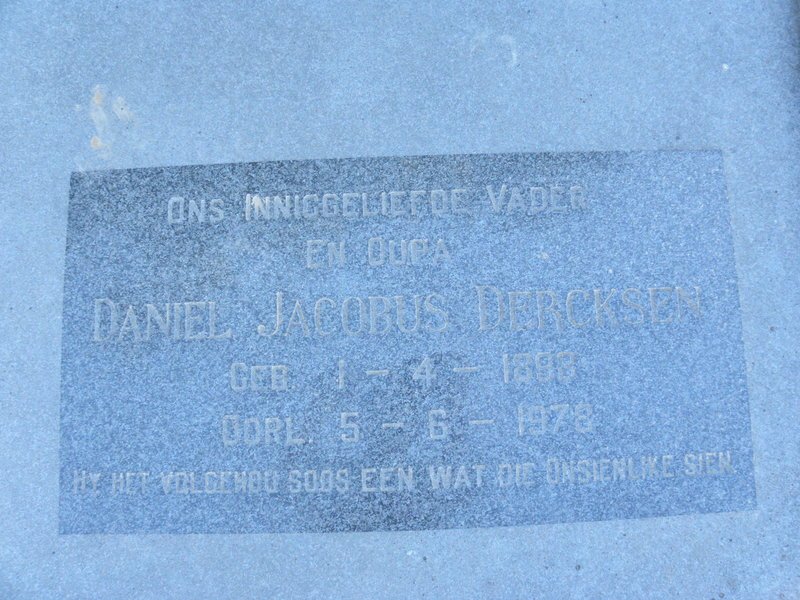 ONS INNIGGELIEFDE VADER
EN OUPA
DANIEL JACOBUS DERCKSEN
GEB. 1 – 4 –
OORL. 5 – 6 – 1978
HY HET VOLGEHOU SOOS EEN WAT DIE ONSIENLIKE SIEN.